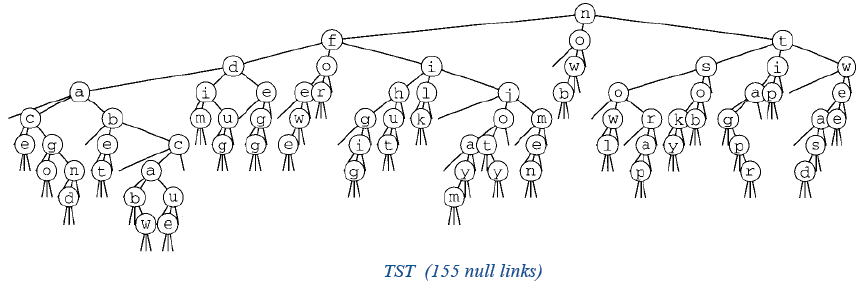 n
f o t
d o i w s i w
a i e e r h l j b o o a p e
c b m u g w g u k o m w r k b g a e
e g e c g g e i t a t e l a y p s
o n t a g y y n p r d
d b u m
w e
TST (155 null links)